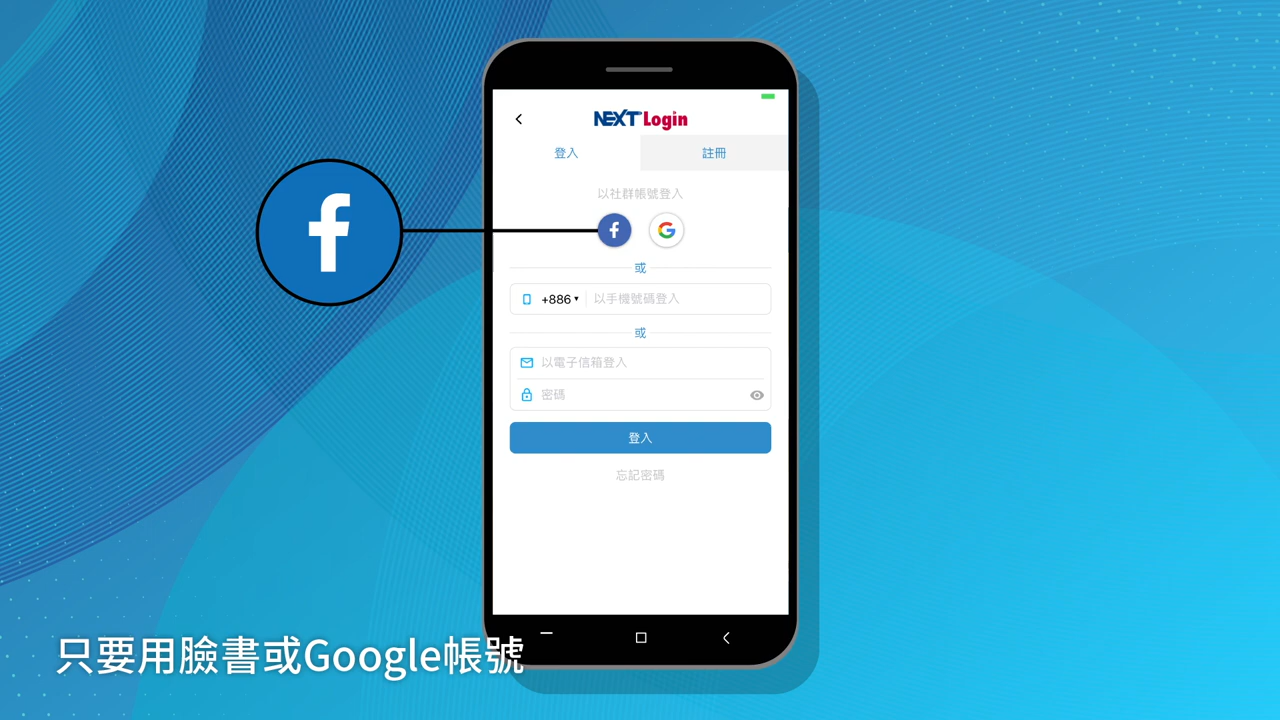 NEXT Login
登入
註冊
以社群帳號登入
或
+886 以手機號碼登入
或
以電子信箱登入
密碼
登入
忘記密碼
只要用臉書或Google帳號